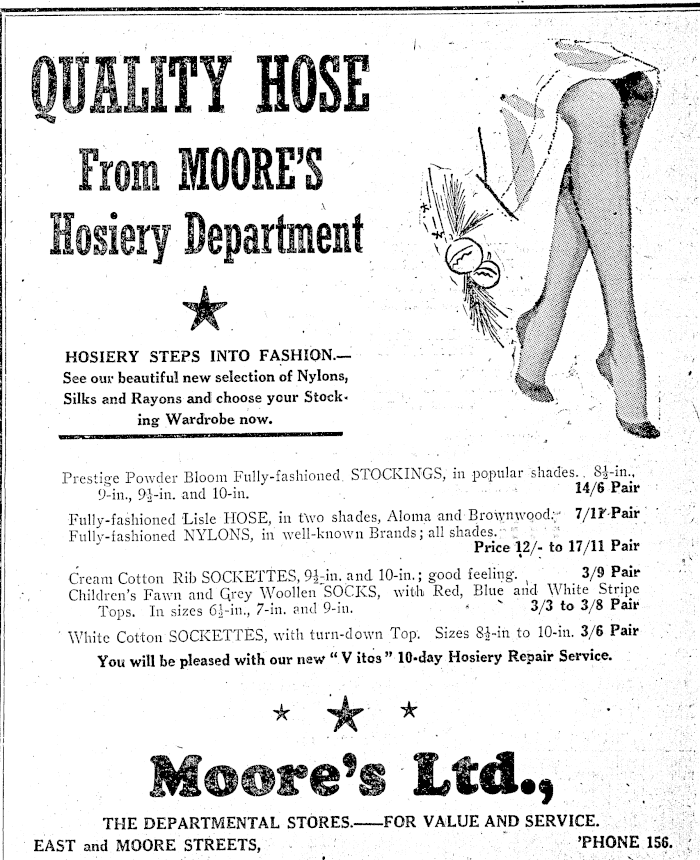 QUALITY HOSE
From MOORE'S
Hosiery Department
HOSIERY STEPS INTO FASHION.—
See our beautiful new selection of Nylons,
Silks and Rayons and choose your Stock-
ing Wardrobe now.
Prestige Powder Bloom Fully-fashioned STOCKINGS, in popular shades. 8½-in.,
9-in., 9½-in. and 10-in. 14/6 Pair
Fully-fashioned Lisle HOSE, in two shades, Aloma and Brownwood. 7/11 Pair
Fully-fashioned NYLONS, in well-known Brands; all shades.
Price 12/- to 17/11 Pair
Cream Cotton Rib SOCKETTES, 9½-in. and 10-in.; good feeling. 3/9 Pair
Children's Fawn and Grey Woollen SOCKS, with Red, Blue and White Stripe
Tops. In sizes 6½-in., 7-in. and 9-in. 3/3 to 3/8 Pair
White Cotton SOCKETTES, with turn-down Top. Sizes 8½-in to 10-in. 3/6 Pair
You will be pleased with our new "V itos" 10-day Hosiery Repair Service.
Moore's Ltd.,
THE DEPARTMENTAL STORES.—FOR VALUE AND SERVICE.
EAST and MOORE STREETS, 'PHONE 156.